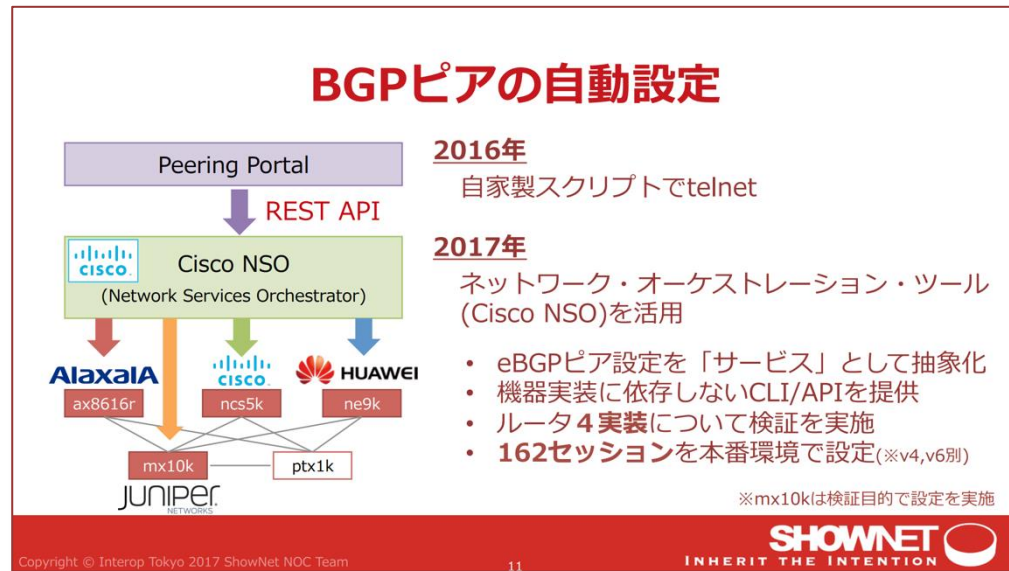 BGPピアの自動設定
Peering Portal
REST API
CISCO
Cisco NSO
(Network Services Orchestrator)
AlaxalA
CISCO
HUAWEI
ax8616r
ncs5k
ne9k
mx10k
ptx1k
JUNIPER
NETWORKS
2016年
自家製スクリプトでtelnet
2017年
ネットワーク・オーケストレーション・ツール
(Cisco NSO)を活用
• eBGPピア設定を「サービス」として抽象化
• 機器実装に依存しないCLI/APIを提供
• ルータ４実装について検証を実施
• 162セッションを本番環境で設定(※v4,v6別)
※mx10kは検証目的で設定を実施
Copyright © Interop Tokyo 2017 ShowNet NOC Team
11
SHOWNET
INHERIT THE INTENTION